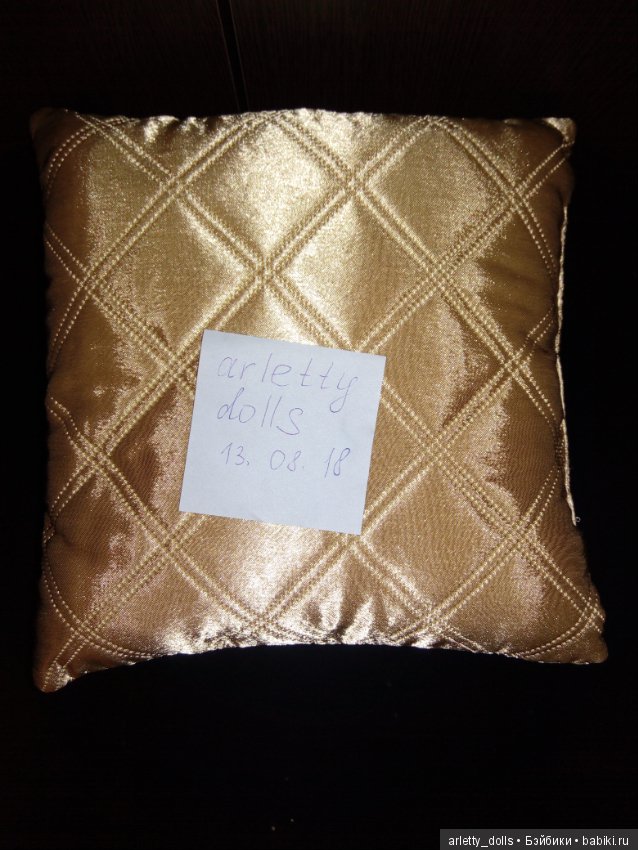 arletty
dolls
13. 08. 18
arletty_dolls • Бэйбики • babiki.ru